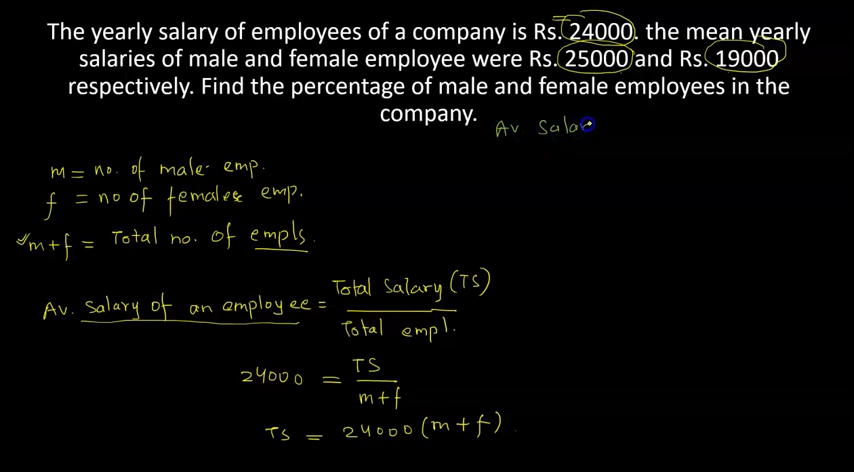 The yearly salary of employees of a company is Rs. 24000. the mean yearly
salaries of male and female employee were Rs. 25000 and Rs. 19000
respectively. Find the percentage of male and female employees in the
company.
Av Salar
m = no. of male emp.
f = no of females emp.
m+f = Total no. of empls.
Av. Salary of an employee = Total Salary (TS)
Total empl.
24000 = TS
m+f
TS = 24000 (m+f)